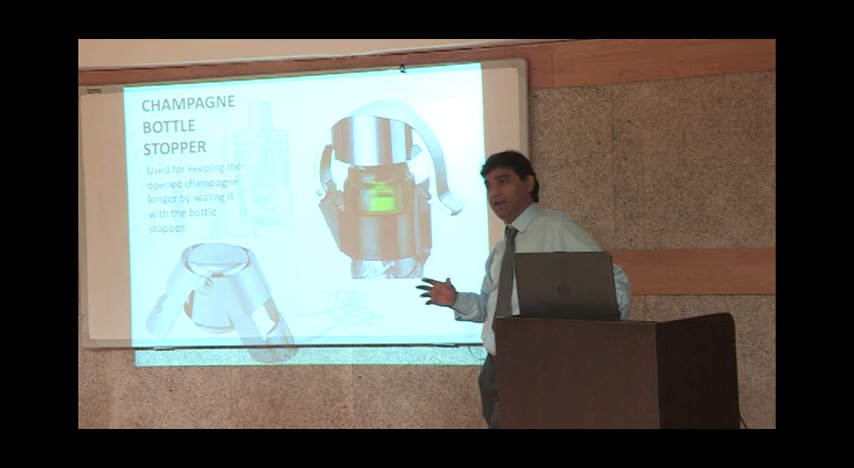 CHAMPAGNE
BOTTLE
STOPPER
Used for keeping the
opened champagne
longer by sealing it
with the bottle
stopper.